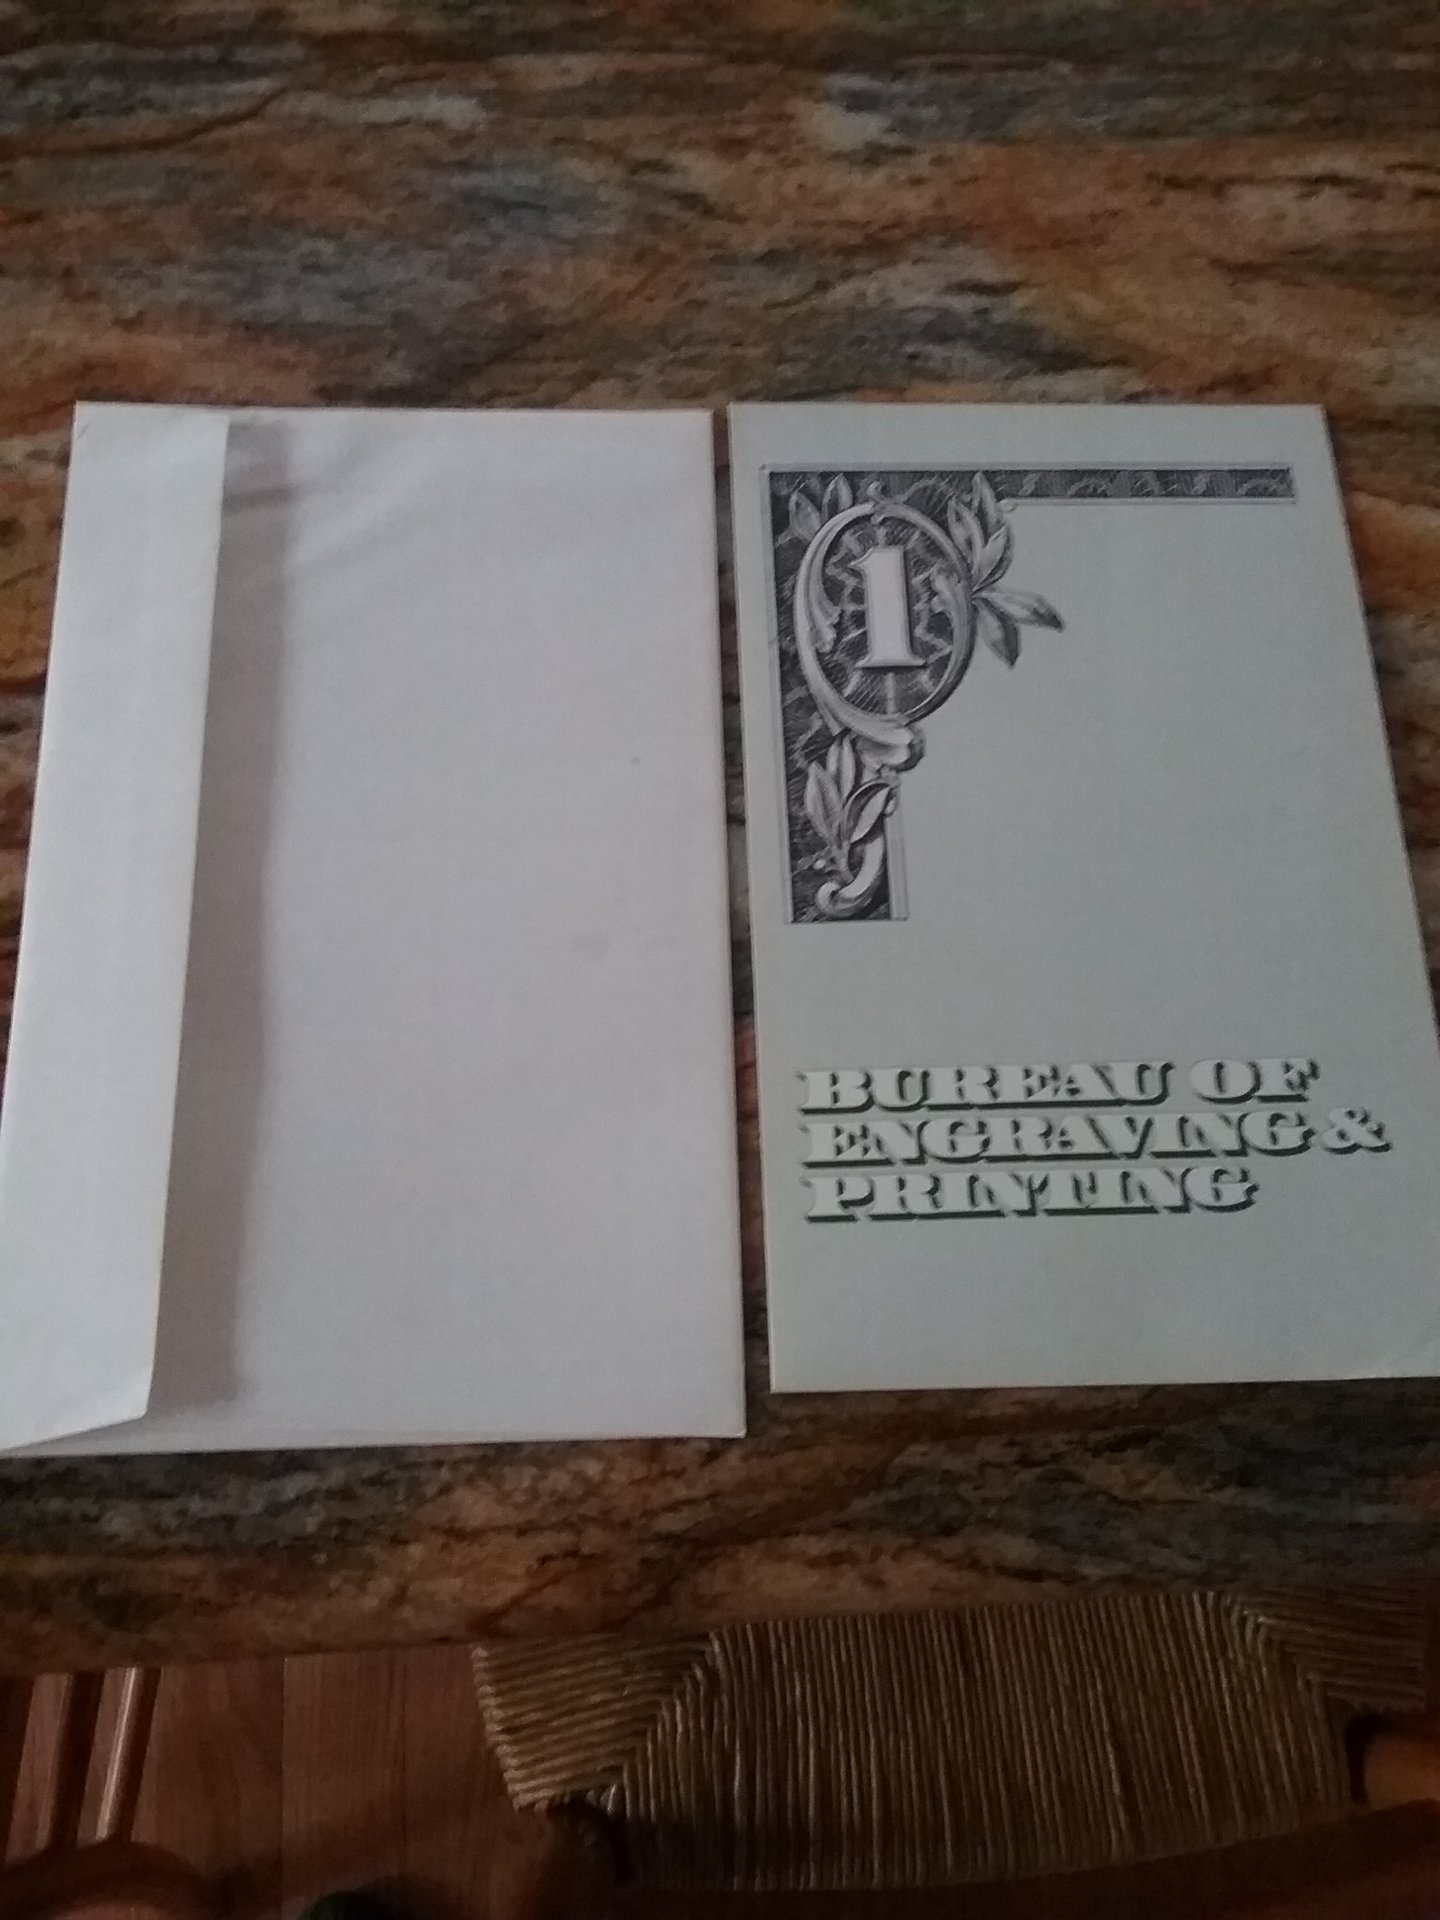 1
BUREAU OF
ENGRAVING &
PRINTING